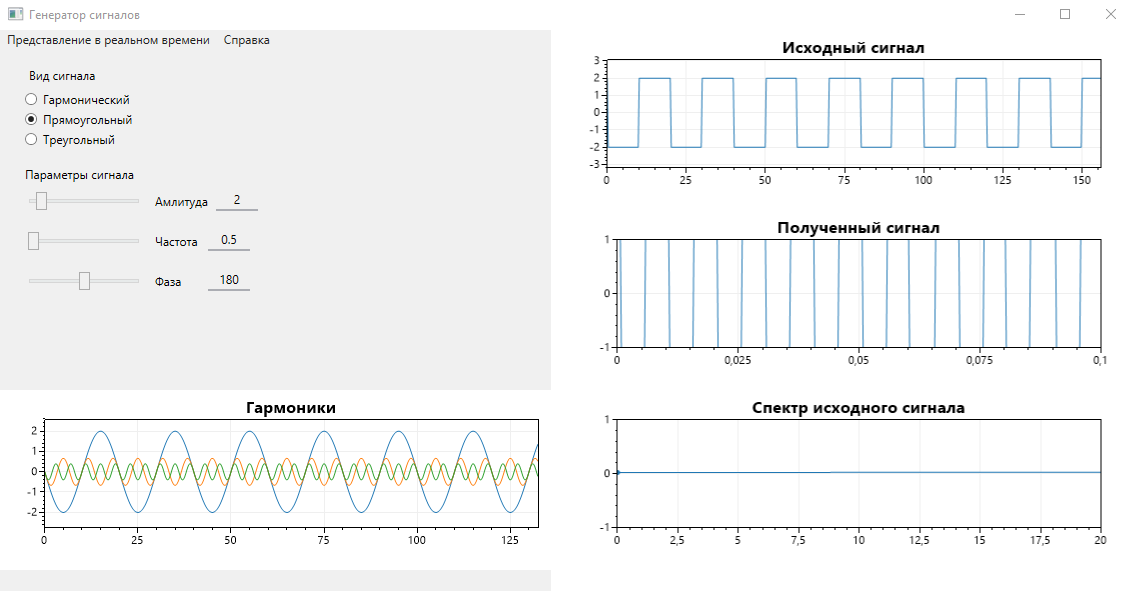 Генератор сигналов
Представление в реальном времени Справка
Вид сигнала
Гармонический
Прямоугольный
Треугольный
Параметры сигнала
Амлитуда 2
Частота 0.5
Фаза 180
Гармоники
2
1
0
-1
-2
0 25 50 75 100 125
Исходный сигнал
3
2
1
0
-1
-2
-3
0 25 50 75 100 125 150
Полученный сигнал
1
0
-1
0 0,025 0,05 0,075 0,1
Спектр исходного сигнала
1
0
-1
0 2,5 5 7,5 10 12,5 15 17,5 20